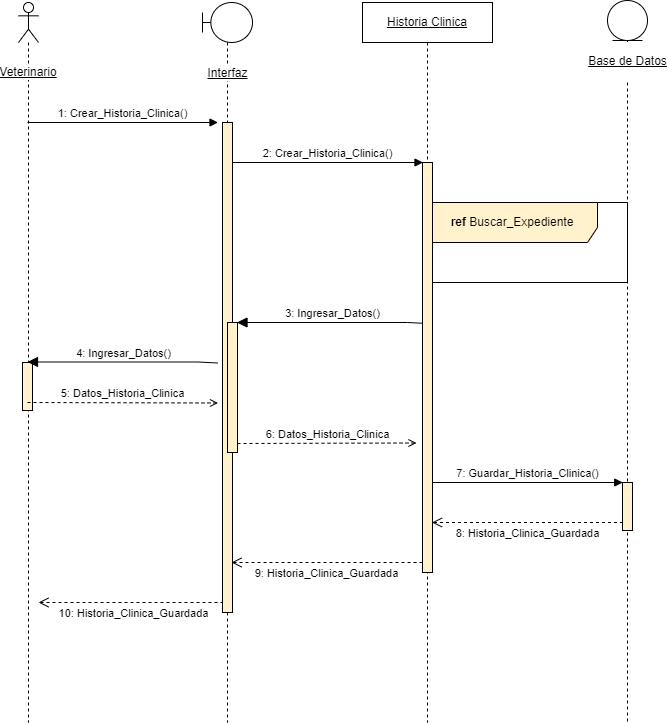 Historia Clinica
Veterinario
Interfaz
Base de Datos
1: Crear_Historia_Clinica()
2: Crear_Historia_Clinica()
ref Buscar_Expediente
3: Ingresar_Datos()
4: Ingresar_Datos()
5: Datos_Historia_Clinica
6: Datos_Historia_Clinica
7: Guardar_Historia_Clinica()
8: Historia_Clinica_Guardada
9: Historia_Clinica_Guardada
10: Historia_Clinica_Guardada